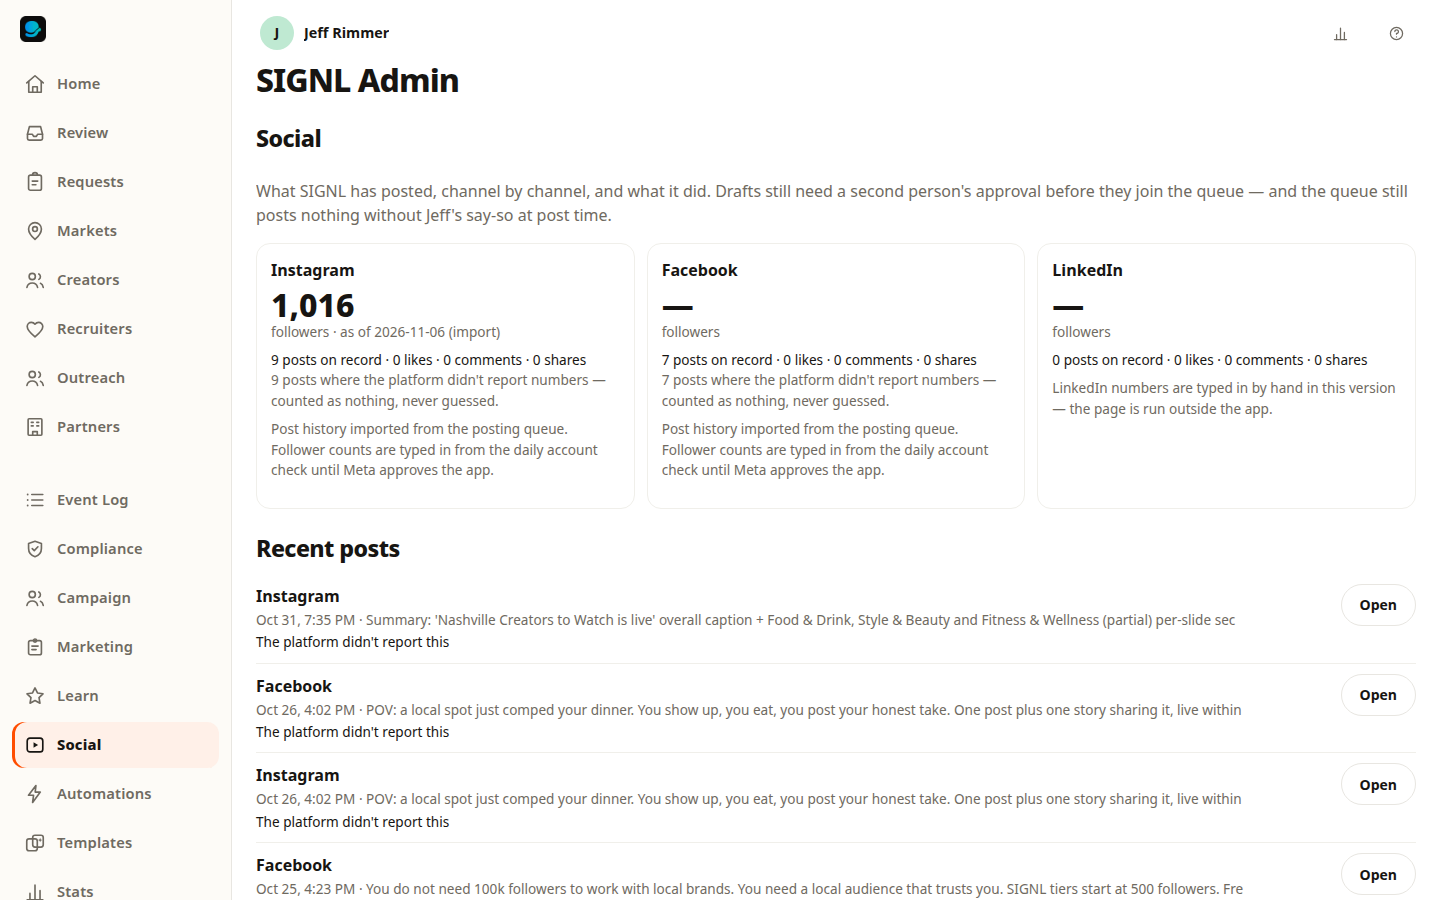 Jeff Rimmer
J
SIGNL Admin
Home
Review
Requests
Markets
Creators
Recruiters
Outreach
Partners
Event Log
Compliance
Campaign
Marketing
Learn
Social
Automations
Templates
Stats
Social
What SIGNL has posted, channel by channel, and what it did. Drafts still need a second person's approval before they join the queue — and the queue still
posts nothing without Jeff's say-so at post time.
Instagram
1,016
followers · as of 2026-11-06 (import)
9 posts on record · 0 likes · 0 comments · 0 shares
9 posts where the platform didn't report numbers —
counted as nothing, never guessed.
Post history imported from the posting queue.
Follower counts are typed in from the daily account
check until Meta approves the app.
Facebook
—
followers
7 posts on record · 0 likes · 0 comments · 0 shares
7 posts where the platform didn't report numbers —
counted as nothing, never guessed.
Post history imported from the posting queue.
Follower counts are typed in from the daily account
check until Meta approves the app.
LinkedIn
—
followers
0 posts on record · 0 likes · 0 comments · 0 shares
LinkedIn numbers are typed in by hand in this version
— the page is run outside the app.
Recent posts
Instagram
Oct 31, 7:35 PM · Summary: 'Nashville Creators to Watch is live' overall caption + Food & Drink, Style & Beauty and Fitness & Wellness (partial) per-slide sec
The platform didn't report this
Open
Facebook
Oct 26, 4:02 PM · POV: a local spot just comped your dinner. You show up, you eat, you post your honest take. One post plus one story sharing it, live within
The platform didn't report this
Open
Instagram
Oct 26, 4:02 PM · POV: a local spot just comped your dinner. You show up, you eat, you post your honest take. One post plus one story sharing it, live within
The platform didn't report this
Open
Facebook
Oct 25, 4:23 PM · You do not need 100k followers to work with local brands. You need a local audience that trusts you. SIGNL tiers start at 500 followers. Fre
Open